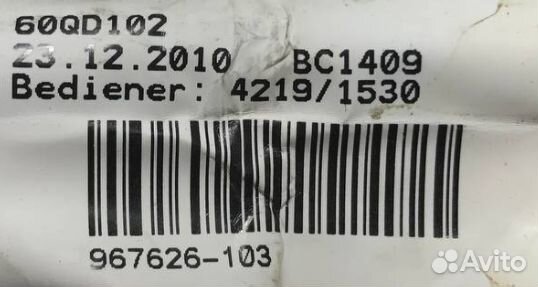 60QD102
23.12.2010 BC1409
Bediener: 4219/1530
967626-103
Avito